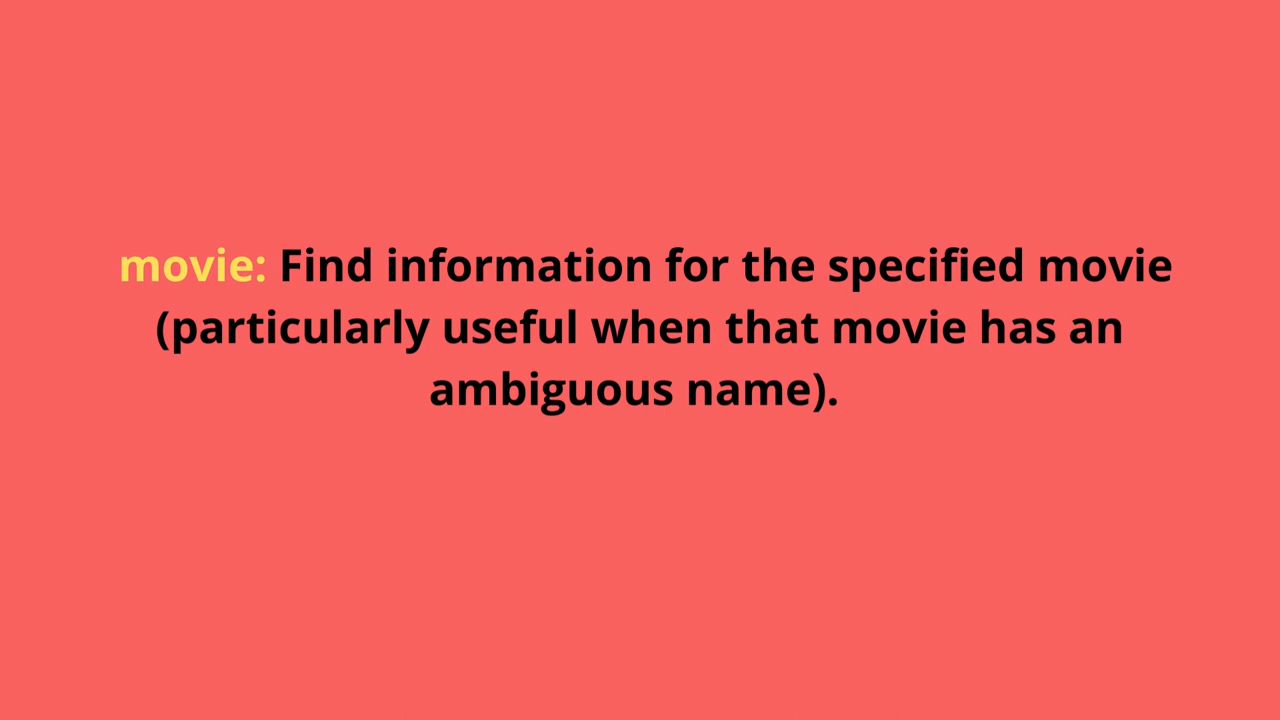 movie: Find information for the specified movie
(particularly useful when that movie has an
ambiguous name).